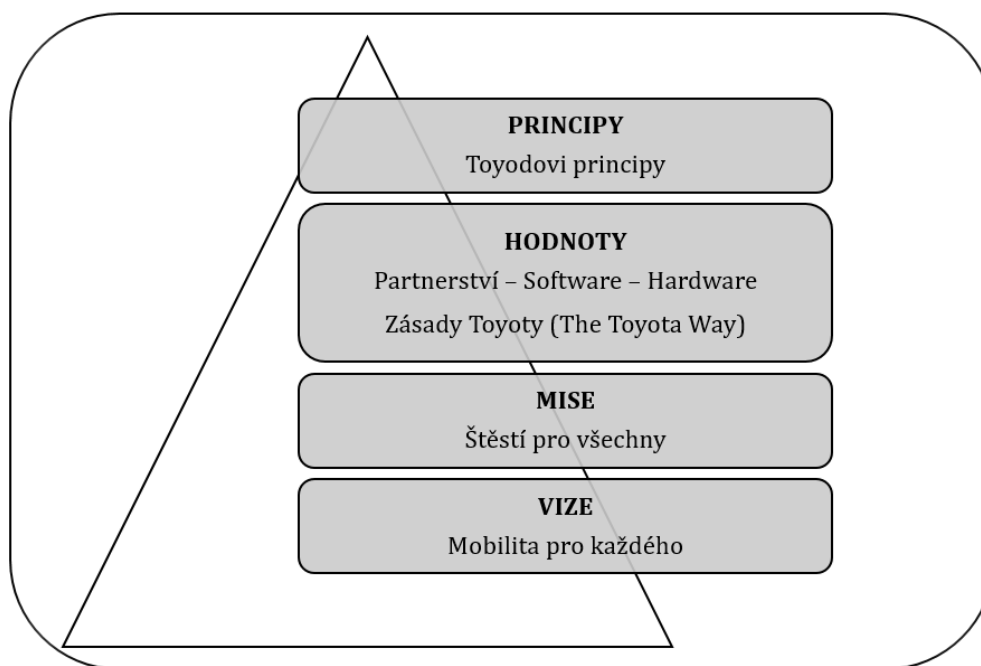 PRINCIPY
Toyodovi principy
HODNOTY
Partnerství – Software – Hardware
Zásady Toyoty (The Toyota Way)
MISE
Štěstí pro všechny
VIZE
Mobilita pro každého